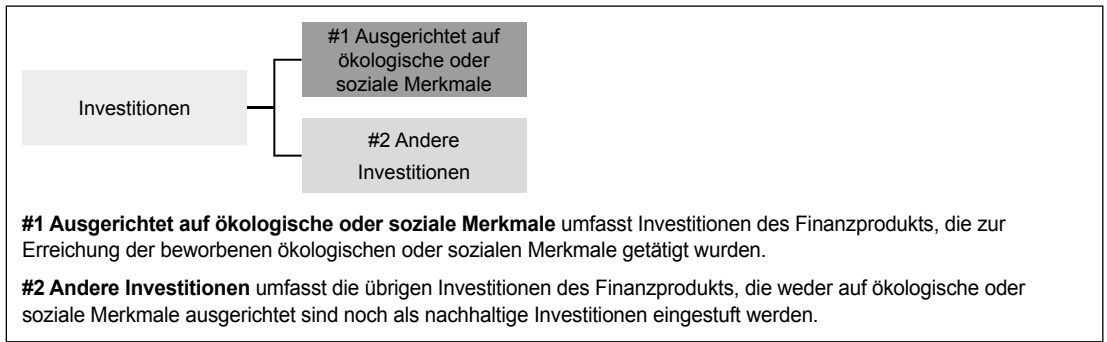 #1 Ausgerichtet auf
ökologische oder
soziale Merkmale
Investitionen
#2 Andere
Investitionen
#1 Ausgerichtet auf ökologische oder soziale Merkmale umfasst Investitionen des Finanzprodukts, die zur
Erreichung der beworbenen ökologischen oder sozialen Merkmale getätigt wurden.
#2 Andere Investitionen umfasst die übrigen Investitionen des Finanzprodukts, die weder auf ökologische oder
soziale Merkmale ausgerichtet sind noch als nachhaltige Investitionen eingestuft werden.